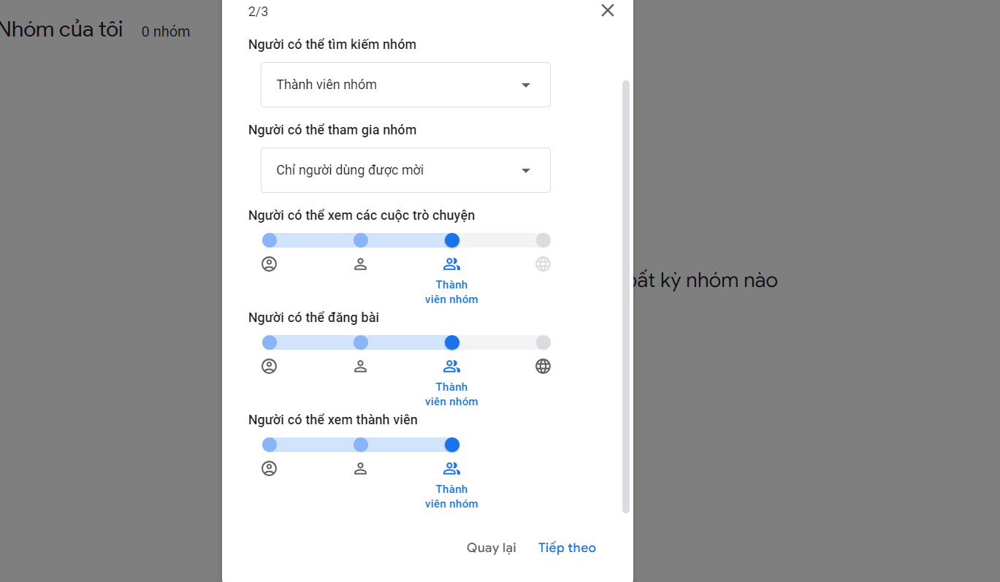 2/3
Nhóm của tôi 0 nhóm
Người có thể tìm kiếm nhóm
Thành viên nhóm
Người có thể tham gia nhóm
Chỉ người dùng được mời
Người có thể xem các cuộc trò chuyện
Thành
viên nhóm
bất kỳ nhóm nào
Người có thể đăng bài
Thành
viên nhóm
Người có thể xem thành viên
Thành
viên nhóm
Quay lại Tiếp theo